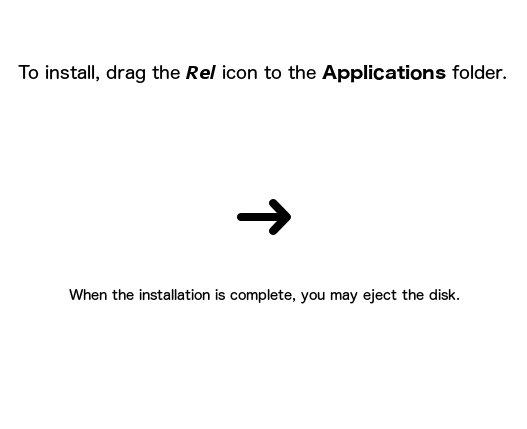 To install, drag the Rel icon to the Applications folder.
When the installation is complete, you may eject the disk.